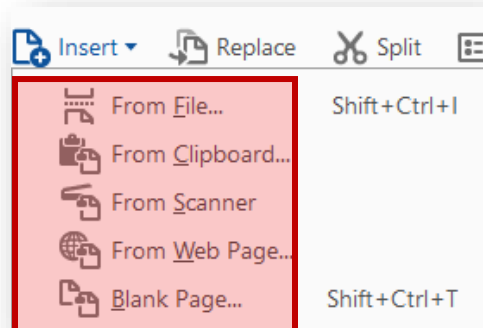 Insert Replace Split
From File... Shift+Ctrl+I
From Clipboard...
From Scanner
From Web Page...
Blank Page... Shift+Ctrl+T